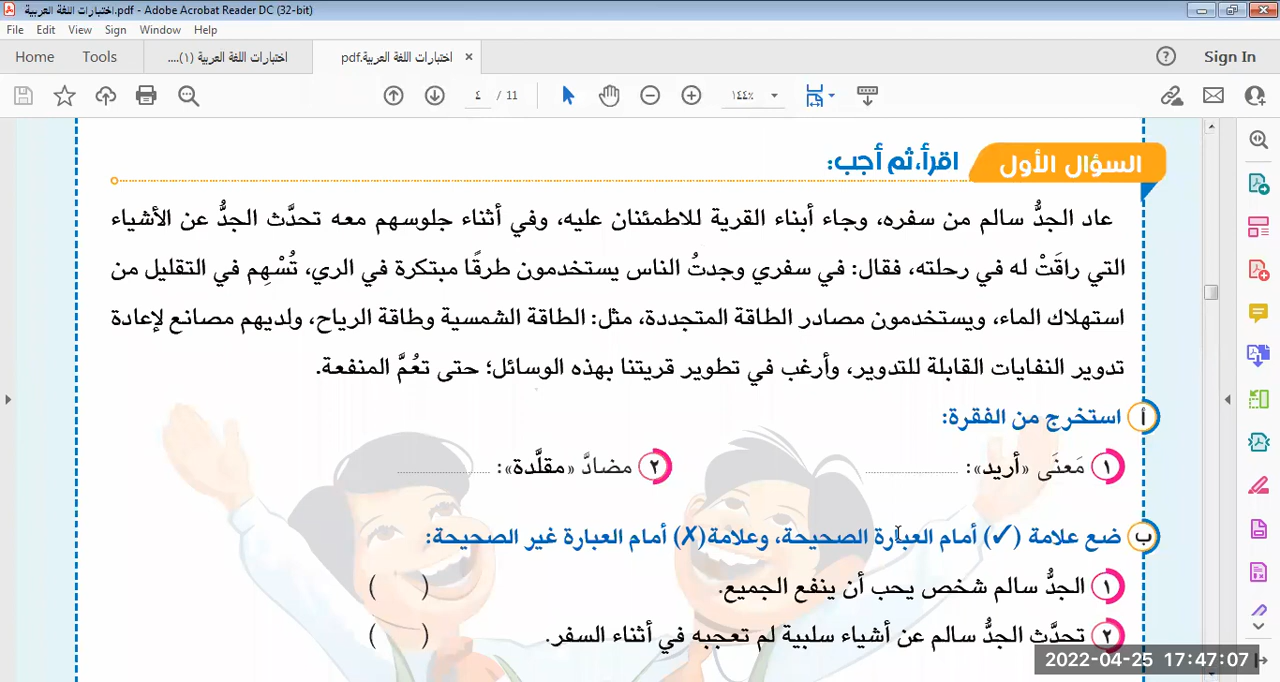 اختبارات اللغة العربية.pdf - Adobe Acrobat Reader DC (32-bit)
File Edit View Sign Window Help
Home Tools اختبارات اللغة العربية (١).... اختبارات اللغة العربية.pdf × Sign In
٤ / 11 ١٤٤٪
السؤال الأول اقرأ، ثم أجب:
عاد الجدُّ سالم من سفره، وجاء أبناء القرية للاطمئنان عليه، وفي أثناء جلوسهم معه تحدَّث الجدُّ عن الأشياء
التي راقَتْ له في رحلته، فقال: في سفري وجدتُ الناس يستخدمون طرقًا مبتكرة في الري، تُسْهِم في التقليل من
استهلاك الماء، ويستخدمون مصادر الطاقة المتجددة، مثل: الطاقة الشمسية وطاقة الرياح، ولديهم مصانع لإعادة
تدوير النفايات القابلة للتدوير، وأرغب في تطوير قريتنا بهذه الوسائل؛ حتى تعُمَّ المنفعة.
أ استخرج من الفقرة:
١ مَعنَى «أريد»: ................ ٢ مضادَّ «مقلَّدة»: ................
ب ضع علامة (✓) أمام العبارة الصحيحة، وعلامة(✗) أمام العبارة غير الصحيحة:
١ الجدُّ سالم شخص يحب أن ينفع الجميع. ( )
٢ تحدَّث الجدُّ سالم عن أشياء سلبية لم تعجبه في أثناء السفر. ( )
2022-04-25 17:47:07